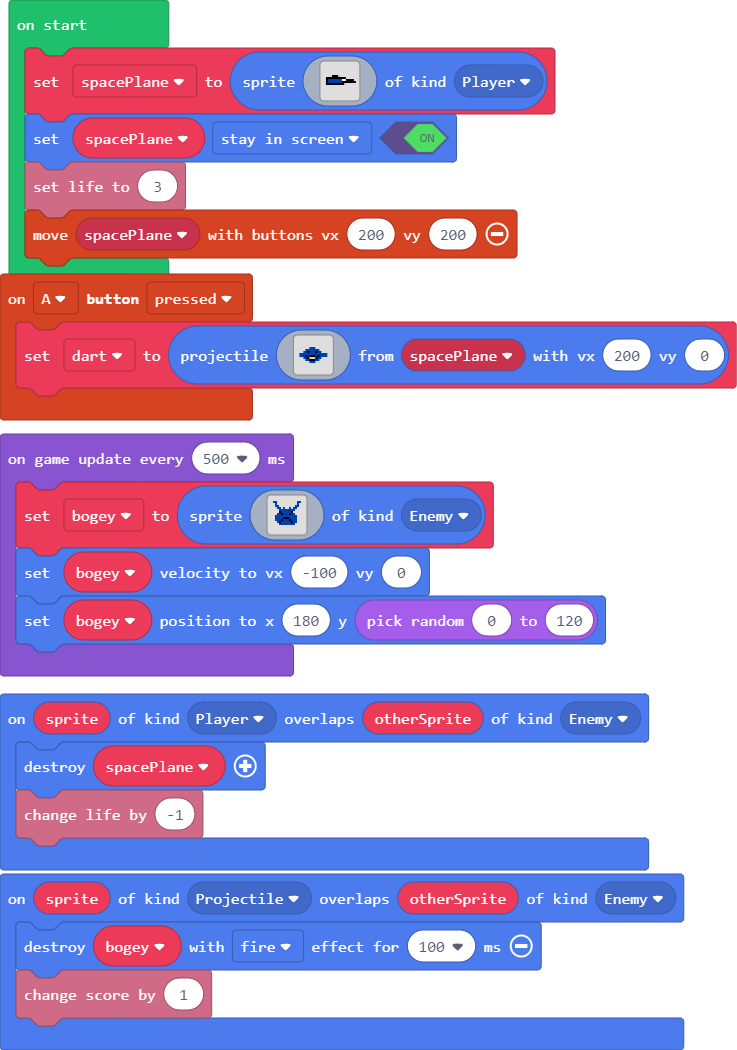 on start
set spacePlane to sprite of kind Player
set spacePlane stay in screen ON
set life to 3
move spacePlane with buttons vx 200 vy 200
on A button pressed
set dart to projectile from spacePlane with vx 200 vy 0
on game update every 500 ms
set bogey to sprite of kind Enemy
set bogey velocity to vx -100 vy 0
set bogey position to x 180 y pick random 0 to 120
on sprite of kind Player overlaps otherSprite of kind Enemy
destroy spacePlane
change life by -1
on sprite of kind Projectile overlaps otherSprite of kind Enemy
destroy bogey with fire effect for 100 ms
change score by 1